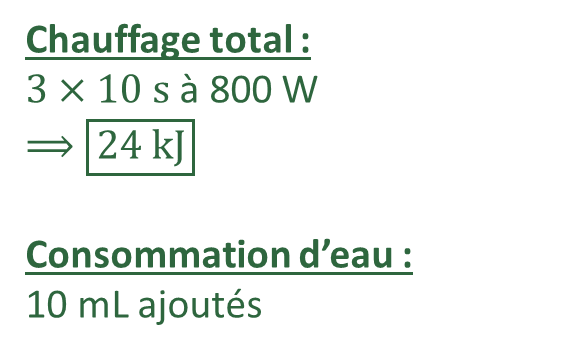 Chauffage total :
3 × 10 s à 800 W
⟹ 24 kJ
Consommation d’eau :
10 mL ajoutés